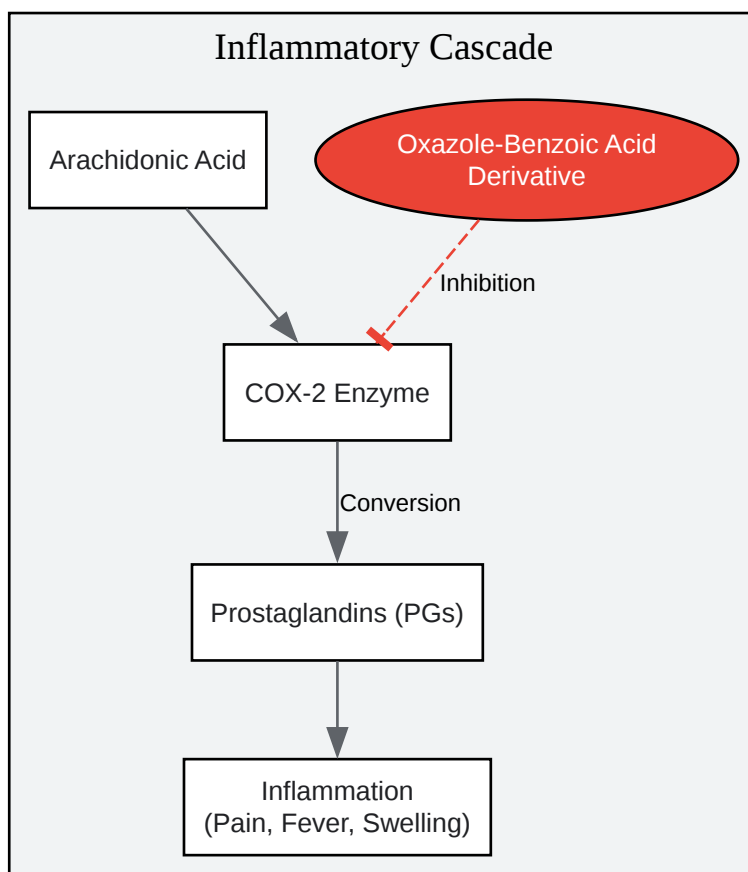 Inflammatory Cascade
Arachidonic Acid
Oxazole-Benzoic Acid
Derivative
Inhibition
COX-2 Enzyme
Conversion
Prostaglandins (PGs)
Inflammation
(Pain, Fever, Swelling)